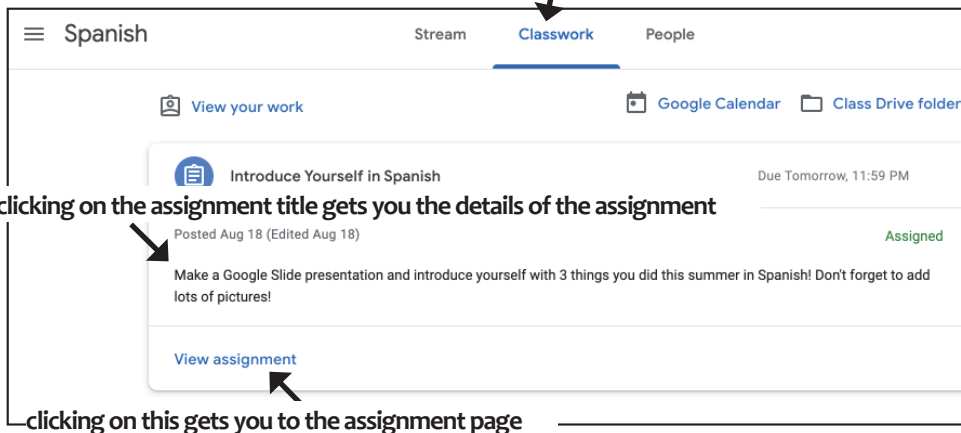 Spanish
Stream
Classwork
People
View your work
Google Calendar
Class Drive folder
Introduce Yourself in Spanish
Due Tomorrow, 11:59 PM
clicking on the assignment title gets you the details of the assignment
Posted Aug 18 (Edited Aug 18)
Assigned
Make a Google Slide presentation and introduce yourself with 3 things you did this summer in Spanish! Don't forget to add
lots of pictures!
View assignment
clicking on this gets you to the assignment page